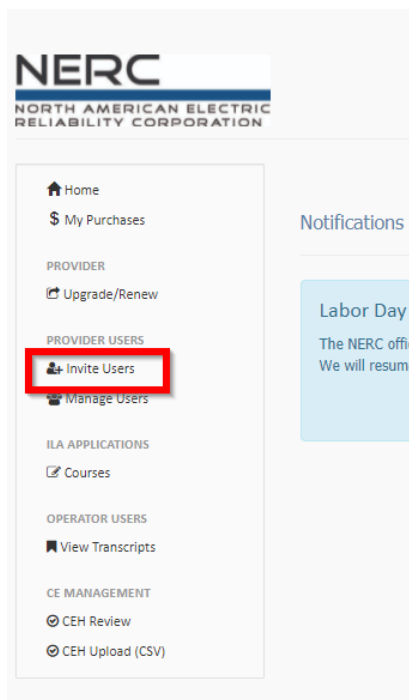 NERC
NORTH AMERICAN ELECTRIC
RELIABILITY CORPORATION
Home
$ My Purchases
PROVIDER
Upgrade/Renew
PROVIDER USERS
Invite Users
Manage Users
ILA APPLICATIONS
Courses
OPERATOR USERS
View Transcripts
CE MANAGEMENT
CEH Review
CEH Upload (CSV)
Notifications
Labor Day
The NERC offi
We will resum